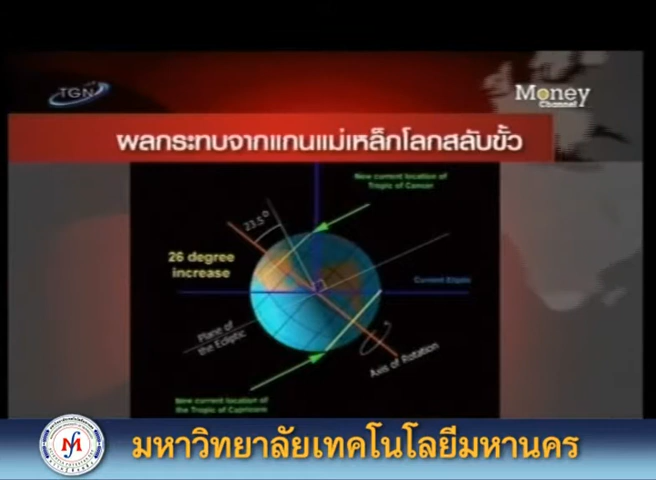 TGN
Money
Channel
ผลกระทบจากแกนแม่เหล็กโลกสลับขั้ว
New current location of
Tropic of Cancer
23.5°
26 degree
increase
Current Eliptic
Plane of
the Ecliptic
Axis of Rotation
New current location of
the Tropic of Capricorn
มหาวิทยาลัยเทคโนโลยีมหานคร